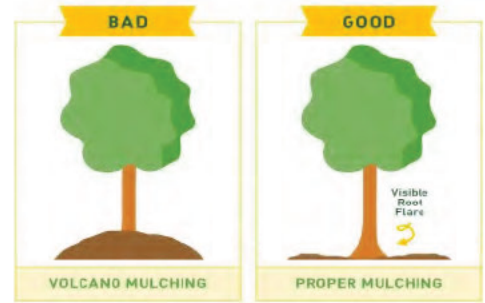 BAD
GOOD
Visible
Root
Flare
VOLCANO MULCHING
PROPER MULCHING